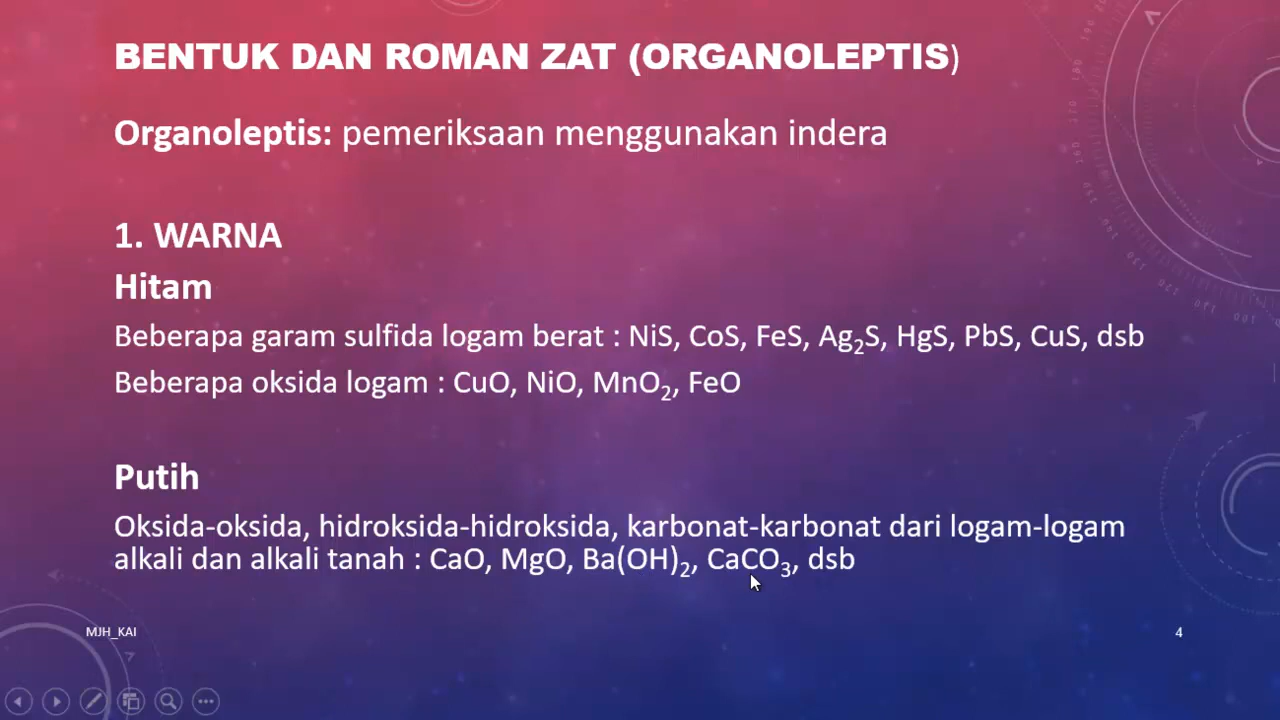 BENTUK DAN ROMAN ZAT (ORGANOLEPTIS)
Organoleptis: pemeriksaan menggunakan indera
1. WARNA
Hitam
Beberapa garam sulfida logam berat : NiS, CoS, FeS, Ag₂S, HgS, PbS, CuS, dsb
Beberapa oksida logam : CuO, NiO, MnO₂, FeO
Putih
Oksida-oksida, hidroksida-hidroksida, karbonat-karbonat dari logam-logam
alkali dan alkali tanah : CaO, MgO, Ba(OH)₂, CaCO₃, dsb
MJH_KAI
4